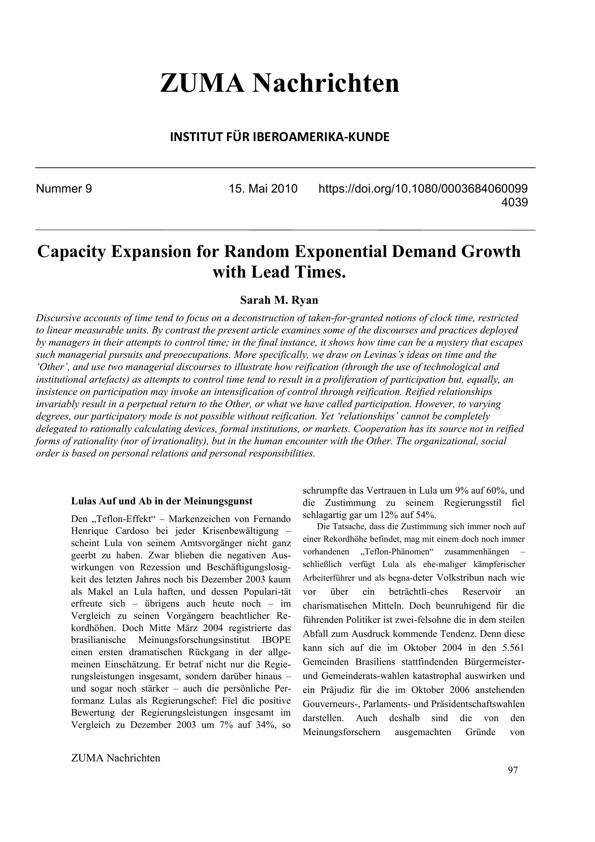 ZUMA Nachrichten
INSTITUT FÜR IBEROAMERIKA-KUNDE
Nummer 9
15. Mai 2010
https://doi.org/10.1080/0003684060099
4039
Capacity Expansion for Random Exponential Demand Growth
with Lead Times.
Sarah M. Ryan
Discursive accounts of time tend to focus on a deconstruction of taken-for-granted notions of clock time, restricted
to linear measurable units. By contrast the present article examines some of the discourses and practices deployed
by managers in their attempts to control time; in the final instance, it shows how time can be a mystery that escapes
such managerial pursuits and preoccupations. More specifically, we draw on Levinas's ideas on time and the
'Other', and use two managerial discourses to illustrate how reification (through the use of technological and
institutional artefacts) as attempts to control time tend to result in a proliferation of participation but, equally, an
insistence on participation may invoke an intensification of control through reification. Reified relationships
invariably result in a perpetual return to the Other, or what we have called participation. However, to varying
degrees, our participatory mode is not possible without reification. Yet 'relationships' cannot be completely
delegated to rationally calculating devices, formal institutions, or markets. Cooperation has its source not in reified
forms of rationality (nor of irrationality), but in the human encounter with the Other. The organizational, social
order is based on personal relations and personal responsibilities.
Lulas Auf und Ab in der Meinungsgunst
Den „Teflon-Effekt“ – Markenzeichen von Fernando
Henrique Cardoso bei jeder Krisenbewältigung –
scheint Lula von seinem Amtsvorgänger nicht ganz
geerbt zu haben. Zwar blieben die negativen Aus-
wirkungen von Rezession und Beschäftigungslosig-
keit des letzten Jahres noch bis Dezember 2003 kaum
als Makel an Lula haften, und dessen Populari-tät
erfreute sich – übrigens auch heute noch – im
Vergleich zu seinen Vorgängern beachtlicher Re-
kordhöhen. Doch Mitte März 2004 registrierte das
brasilianische Meinungsforschungsinstitut IBOPE
einen ersten dramatischen Rückgang in der allge-
meinen Einschätzung. Er betraf nicht nur die Regie-
rungsleistungen insgesamt, sondern darüber hinaus –
und sogar noch stärker – auch die persönliche Per-
formanz Lulas als Regierungschef: Fiel die positive
Bewertung der Regierungsleistungen insgesamt im
Vergleich zu Dezember 2003 um 7% auf 34%, so
schrumpfte das Vertrauen in Lula um 9% auf 60%, und
die Zustimmung zu seinem Regierungsstil fiel
schlagartig gar um 12% auf 54%.
Die Tatsache, dass die Zustimmung sich immer noch auf
einer Rekordhöhe befindet, mag mit einem doch noch immer
vorhandenen „Teflon-Phänomen“ zusammenhängen –
schließlich verfügt Lula als ehe-maliger kämpferischer
Arbeiterführer und als begna-deter Volkstribun nach wie
vor über ein beträchtli-ches Reservoir an
charismatischen Mitteln. Doch beunruhigend für die
führenden Politiker ist zwei-felsohne die in dem steilen
Abfall zum Ausdruck kommende Tendenz. Denn diese
kann sich auf die im Oktober 2004 in den 5.561
Gemeinden Brasiliens stattfindenden Bürgermeister-
und Gemeinderats-wahlen katastrophal auswirken und
ein Präjudiz für die im Oktober 2006 anstehenden
Gouverneurs-, Parlaments- und Präsidentschaftswahlen
darstellen. Auch deshalb sind die von den
Meinungsforschern ausgemachten Gründe von
ZUMA Nachrichten
97